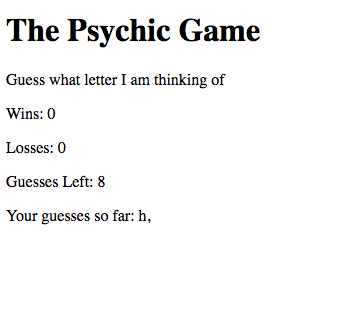 The Psychic Game
Guess what letter I am thinking of
Wins: 0
Losses: 0
Guesses Left: 8
Your guesses so far: h,